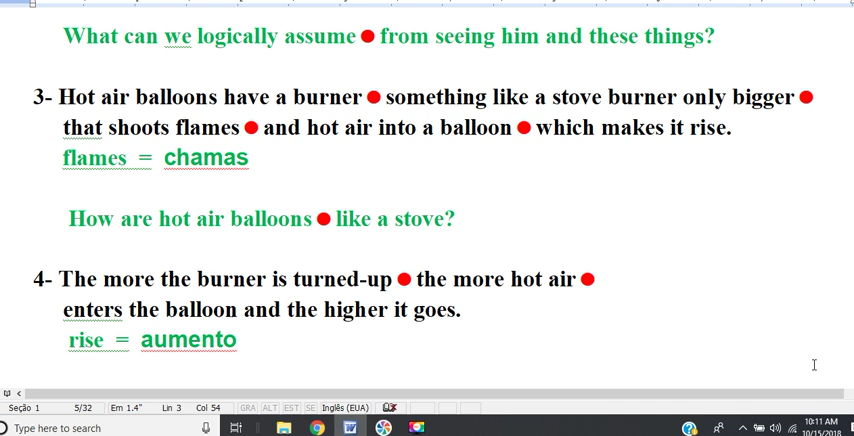 What can we logically assume ● from seeing him and these things?
3- Hot air balloons have a burner ● something like a stove burner only bigger ●
that shoots flames ● and hot air into a balloon ● which makes it rise.
flames = chamas
How are hot air balloons ● like a stove?
4- The more the burner is turned-up ● the more hot air ●
enters the balloon and the higher it goes.
rise = aumento
Seção 1 5/32 Em 1.4" Lin 3 Col 54 GRA ALT EST SE Inglês (EUA)
Type here to search 10:11 AM
10/15/2018